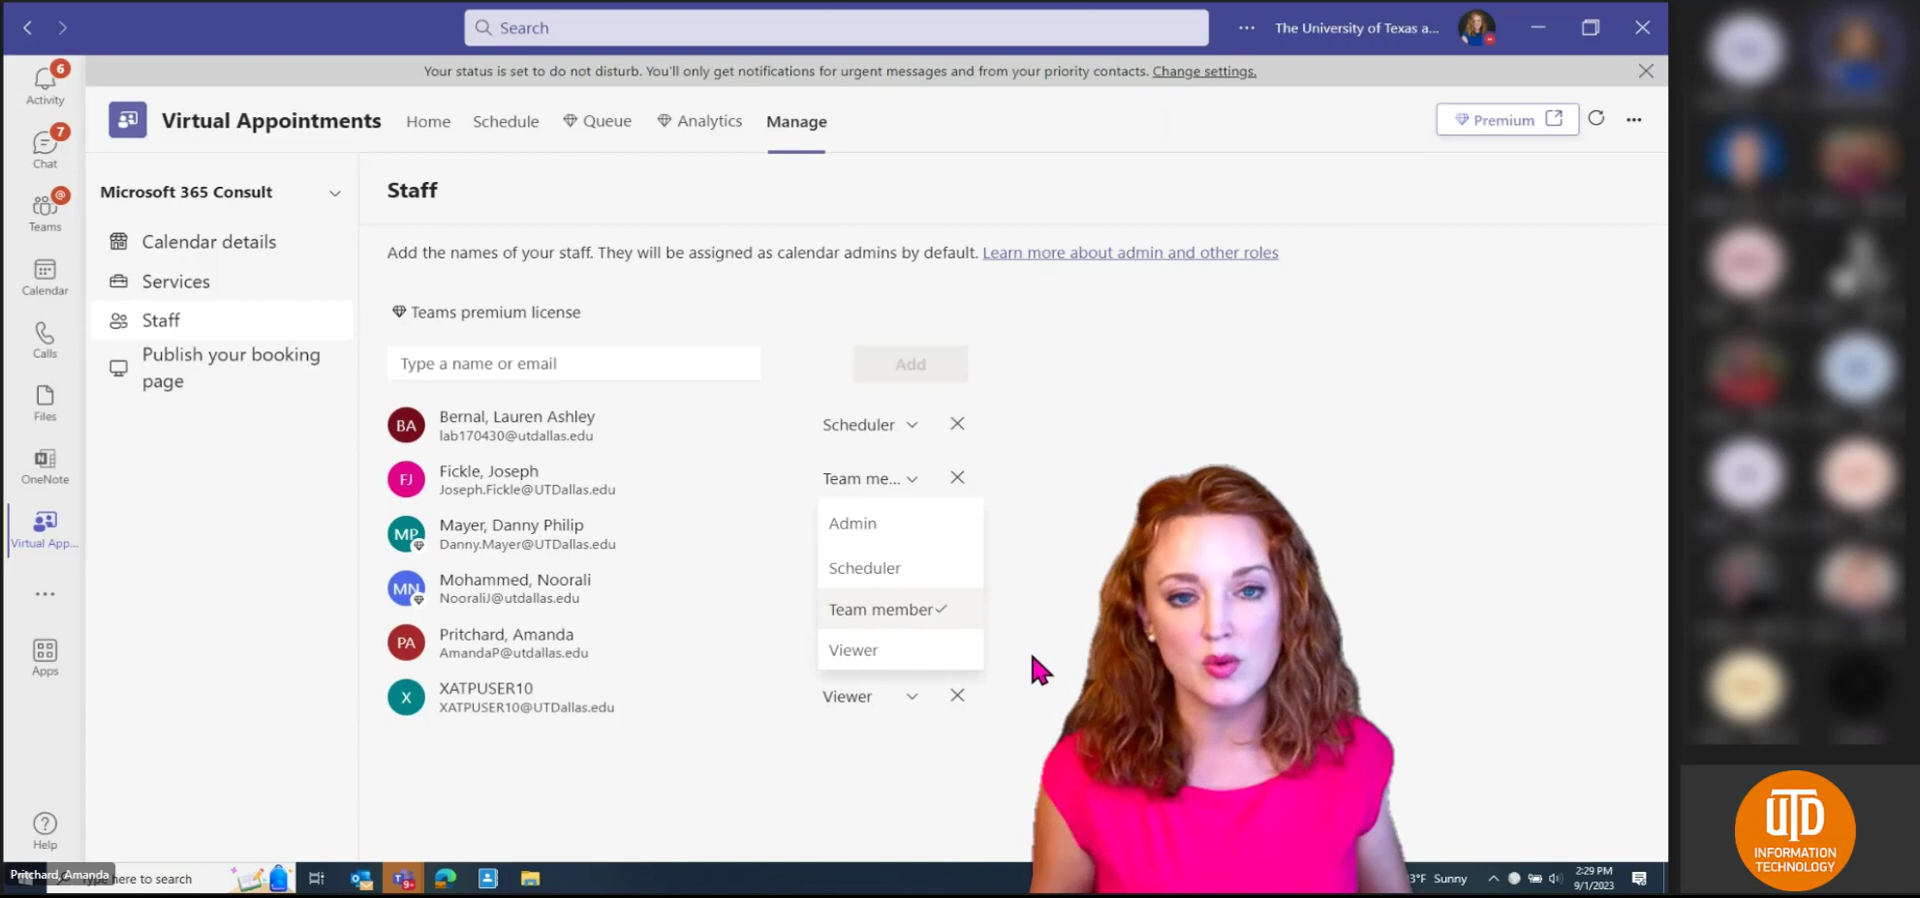 Search
The University of Texas a...
Your status is set to do not disturb. You'll only get notifications for urgent messages and from your priority contacts. Change settings.
6
Activity
7
Chat
@
Teams
Calendar
Calls
Files
OneNote
Virtual App...
Apps
Help
Virtual Appointments
Home
Schedule
Queue
Analytics
Manage
Premium
Microsoft 365 Consult
Calendar details
Services
Staff
Publish your booking
page
Staff
Add the names of your staff. They will be assigned as calendar admins by default. Learn more about admin and other roles
Teams premium license
Type a name or email
Add
BA
Bernal, Lauren Ashley
lab170430@utdallas.edu
Scheduler
FJ
Fickle, Joseph
Joseph.Fickle@UTDallas.edu
Team me...
MP
Mayer, Danny Philip
Danny.Mayer@UTDallas.edu
MN
Mohammed, Noorali
NooraliJ@utdallas.edu
PA
Pritchard, Amanda
AmandaP@utdallas.edu
X
XATPUSER10
XATPUSER10@UTDallas.edu
Viewer
Admin
Scheduler
Team member
Viewer
Pritchard, Amanda
here to search
9+
3°F Sunny
2:29 PM
9/1/2023
UTD
INFORMATION
TECHNOLOGY